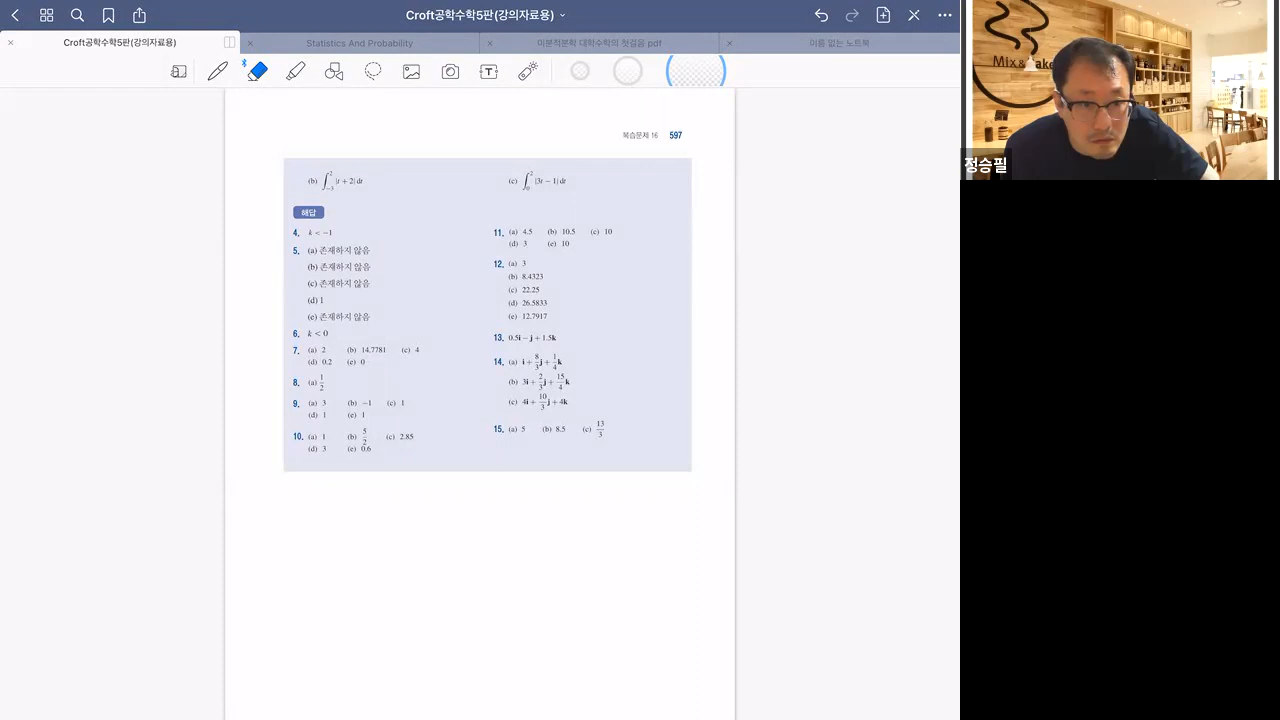 Croft공학수학5판(강의자료용)
Croft공학수학5판(강의자료용)
Statistics And Probability
미분적분학 대학수학의 첫걸음.pdf
이름 없는 노트북
Mix&
정승필
복습문제 16 597
(b) ∫_{-3}^{2} |t + 2| dt
(c) ∫_{0}^{2} |3t − 1| dt
해답
4. k < −1
5. (a) 존재하지 않음
(b) 존재하지 않음
(c) 존재하지 않음
(d) 1
(e) 존재하지 않음
6. k < 0
7. (a) 2 (b) 14.7781 (c) 4
(d) 0.2 (e) 0
8. (a) 1/2
9. (a) 3 (b) −1 (c) 1
(d) 1 (e) 1
10. (a) 1 (b) 5/2 (c) 2.85
(d) 3 (e) 0.6
11. (a) 4.5 (b) 10.5 (c) 10
(d) 3 (e) 10
12. (a) 3
(b) 8.4323
(c) 22.25
(d) 26.5833
(e) 12.7917
13. 0.5i − j + 1.5k
14. (a) i + 8/3 j + 1/4 k
(b) 3i + 2/3 j + 15/4 k
(c) 4i + 10/3 j + 4k
15. (a) 5 (b) 8.5 (c) 13/3